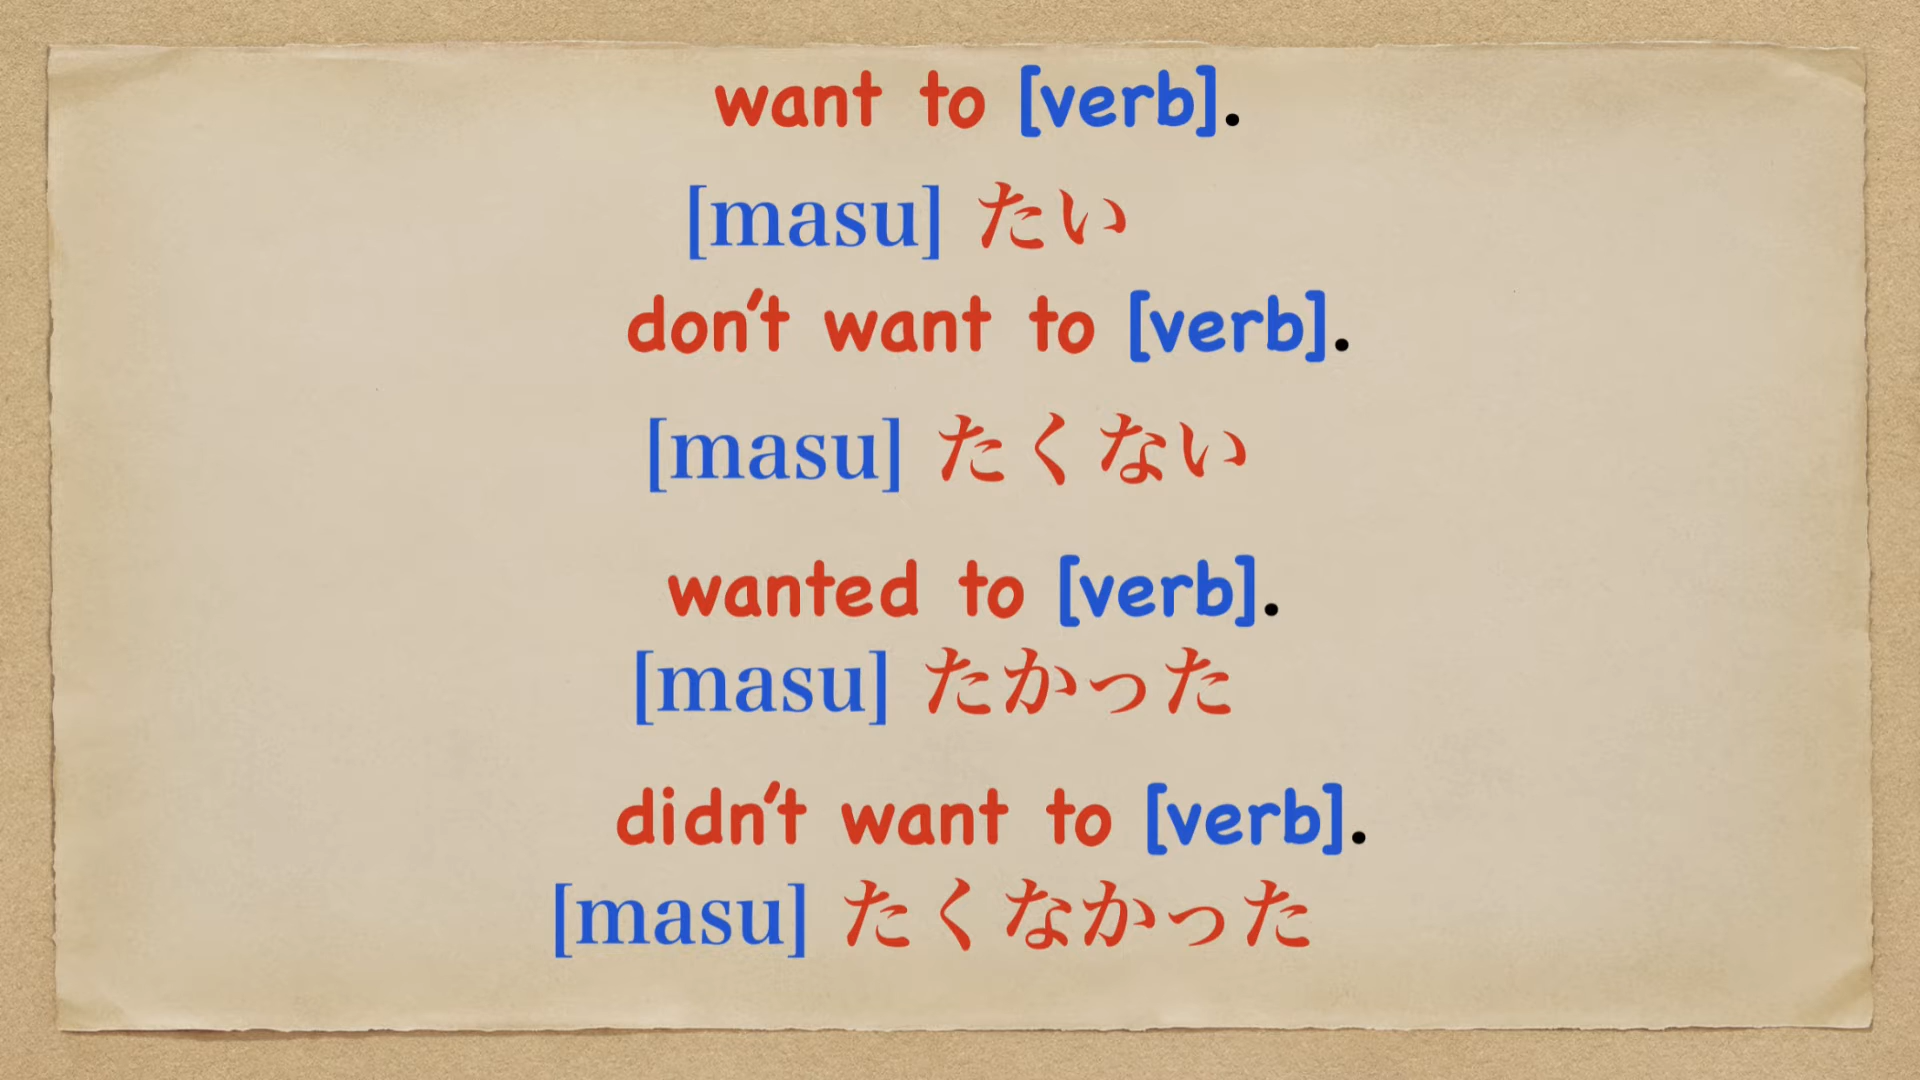 want to [verb].
[masu] たい
don't want to [verb].
[masu] たくない
wanted to [verb].
[masu] たかった
didn't want to [verb].
[masu] たくなかった